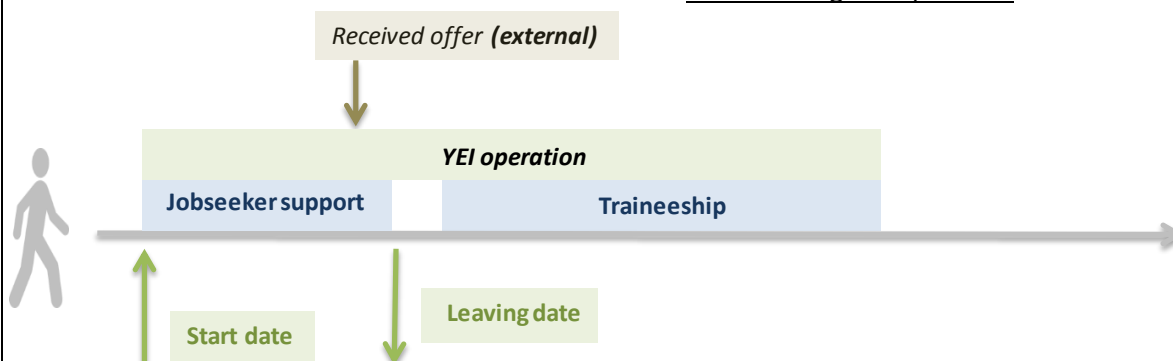 Received offer (external)
YEI operation
Jobseeker support
Traineeship
Leaving date
Start date